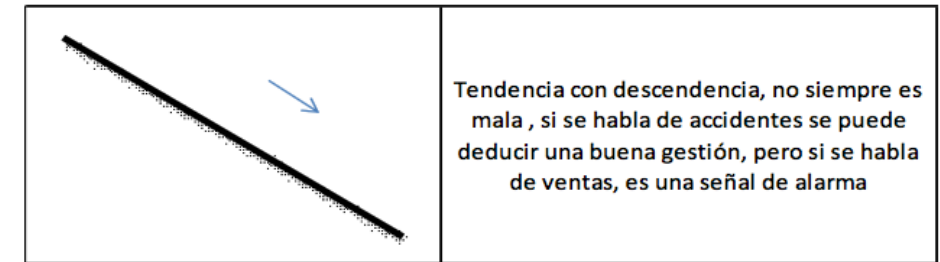 Tendencia con descendencia, no siempre es
mala , si se habla de accidentes se puede
deducir una buena gestión, pero si se habla
de ventas, es una señal de alarma